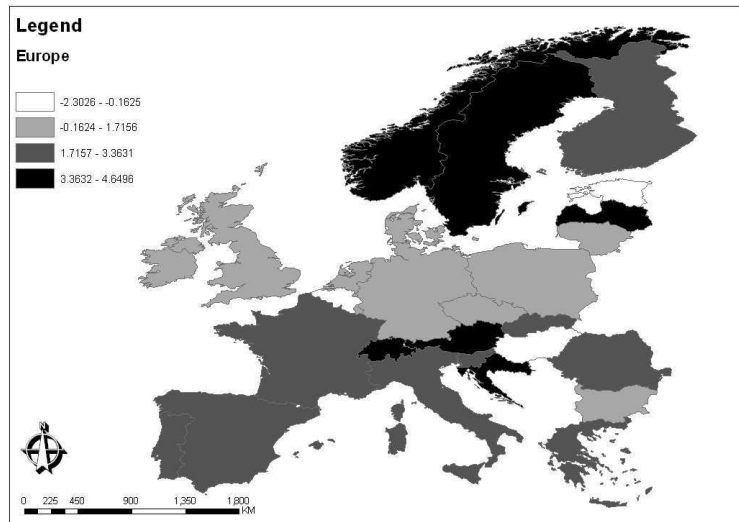 Legend
Europe
-2.3026 - -0.1625
-0.1624 - 1.7156
1.7157 - 3.3631
3.3632 - 4.6496
0 225 450 900 1,350 1,800
KM